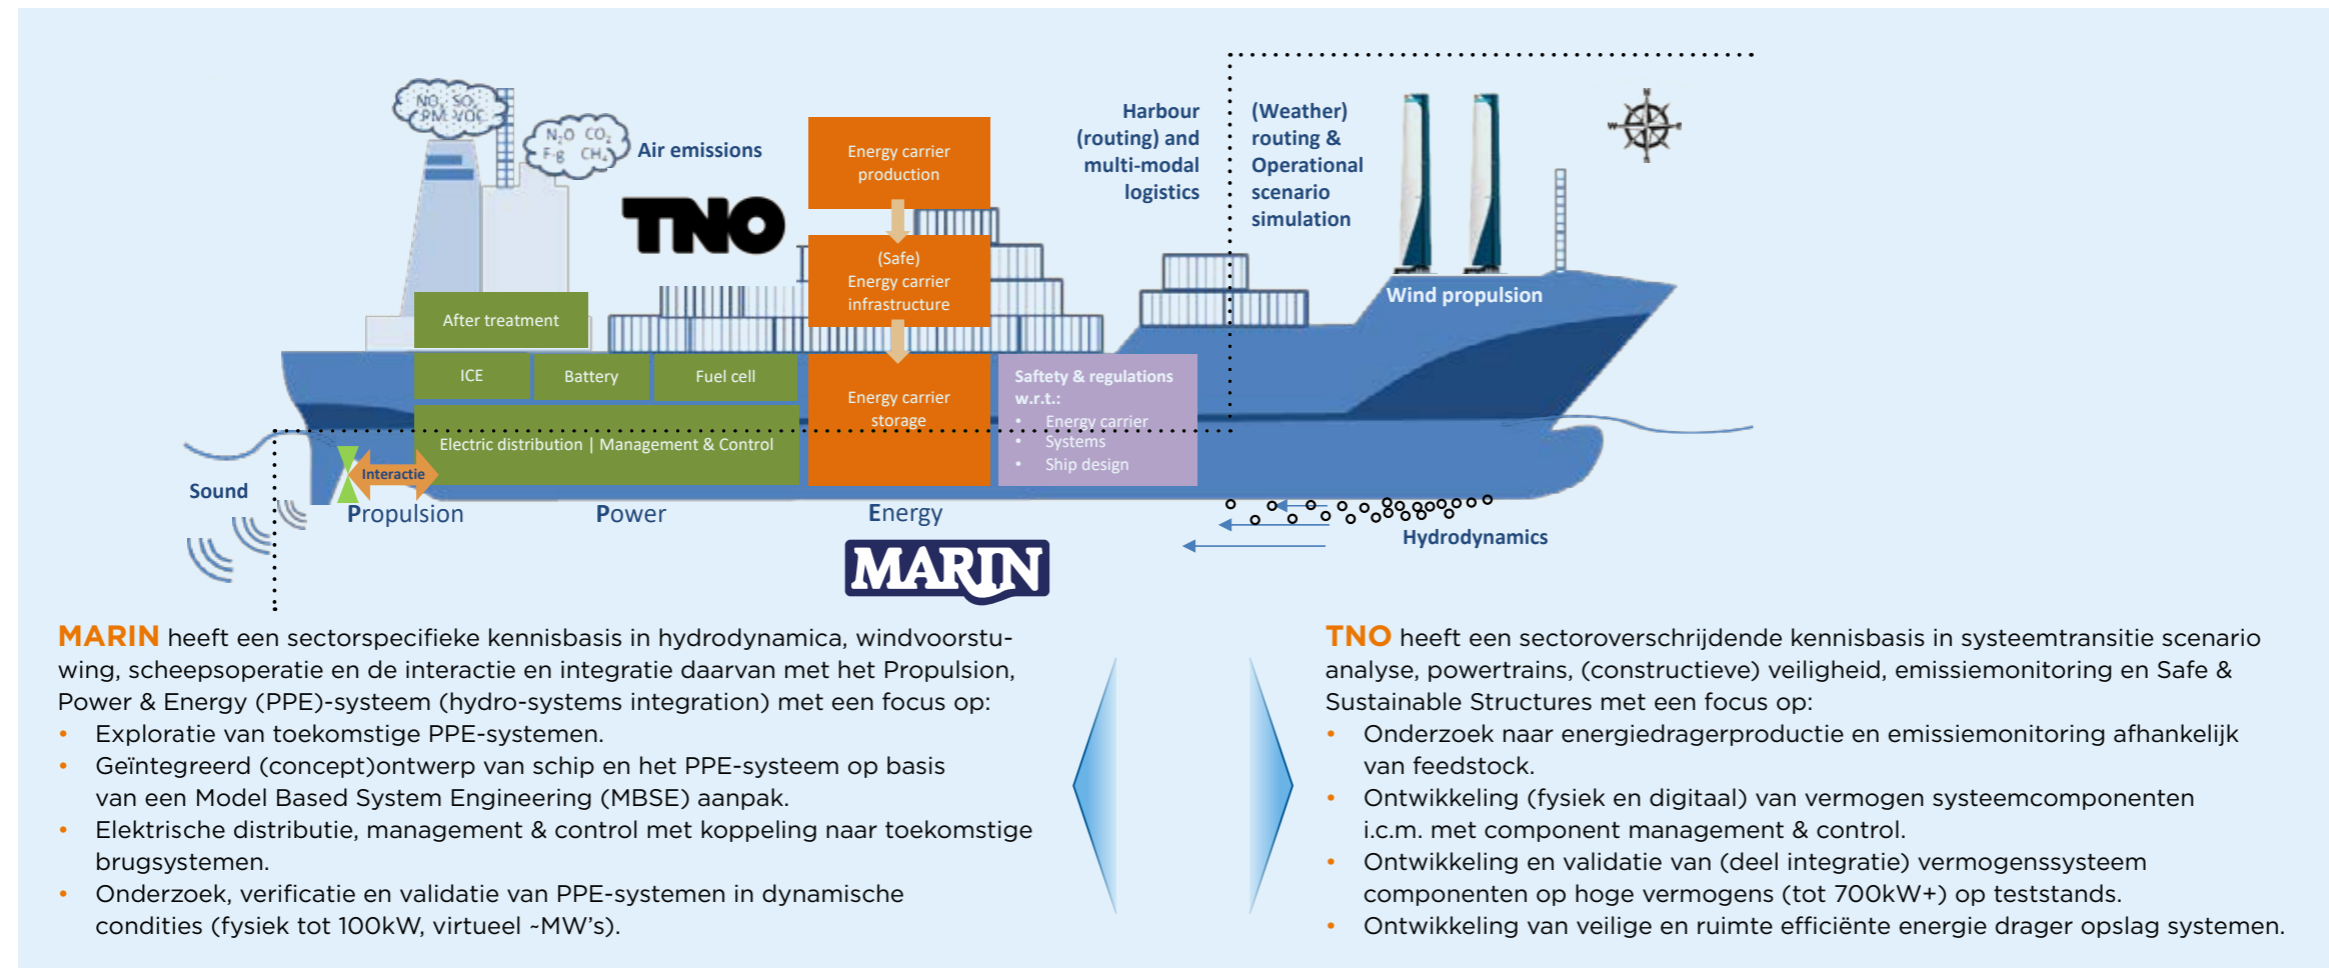 NOx SOx
PM VOC
N2O CO2
F-g CH4
Air emissions
TNO
Energy carrier
production
(Safe)
Energy carrier
infrastructure
Energy carrier
storage
Harbour
(routing) and
multi-modal
logistics
(Weather)
routing &
Operational
scenario
simulation
N
W
E
S
Wind propulsion
After treatment
ICE
Battery
Fuel cell
Electric distribution | Management & Control
Saftety & regulations
w.r.t.:
• Energy carrier
• Systems
• Ship design
Interactie
Sound
Propulsion
Power
Energy
Hydrodynamics
MARIN
MARIN heeft een sectorspecifieke kennisbasis in hydrodynamica, windvoorstu-
wing, scheepsoperatie en de interactie en integratie daarvan met het Propulsion,
Power & Energy (PPE)-systeem (hydro-systems integration) met een focus op:
• Exploratie van toekomstige PPE-systemen.
• Geïntegreerd (concept)ontwerp van schip en het PPE-systeem op basis
van een Model Based System Engineering (MBSE) aanpak.
• Elektrische distributie, management & control met koppeling naar toekomstige
brugsystemen.
• Onderzoek, verificatie en validatie van PPE-systemen in dynamische
condities (fysiek tot 100kW, virtueel ~MW’s).
TNO heeft een sectoroverschrijdende kennisbasis in systeemtransitie scenario
analyse, powertrains, (constructieve) veiligheid, emissiemonitoring en Safe &
Sustainable Structures met een focus op:
• Onderzoek naar energiedragerproductie en emissiemonitoring afhankelijk
van feedstock.
• Ontwikkeling (fysiek en digitaal) van vermogen systeemcomponenten
i.c.m. met component management & control.
• Ontwikkeling en validatie van (deel integratie) vermogenssysteem
componenten op hoge vermogens (tot 700kW+) op teststands.
• Ontwikkeling van veilige en ruimte efficiënte energie drager opslag systemen.